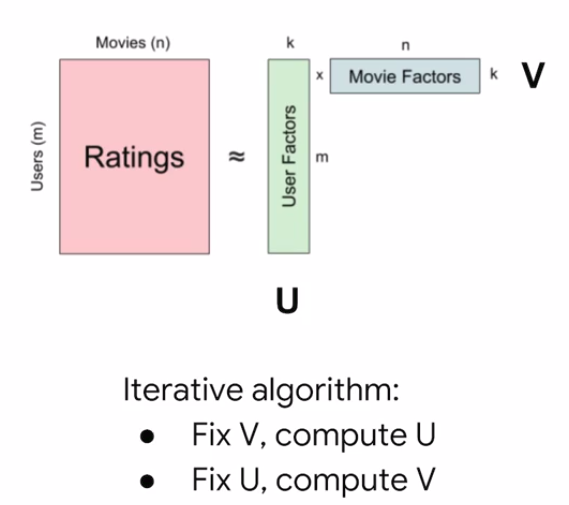 Movies (n)
k
n
Users (m)
Ratings
≈
User Factors
x
Movie Factors
k
V
m
U
Iterative algorithm:
● Fix V, compute U
● Fix U, compute V